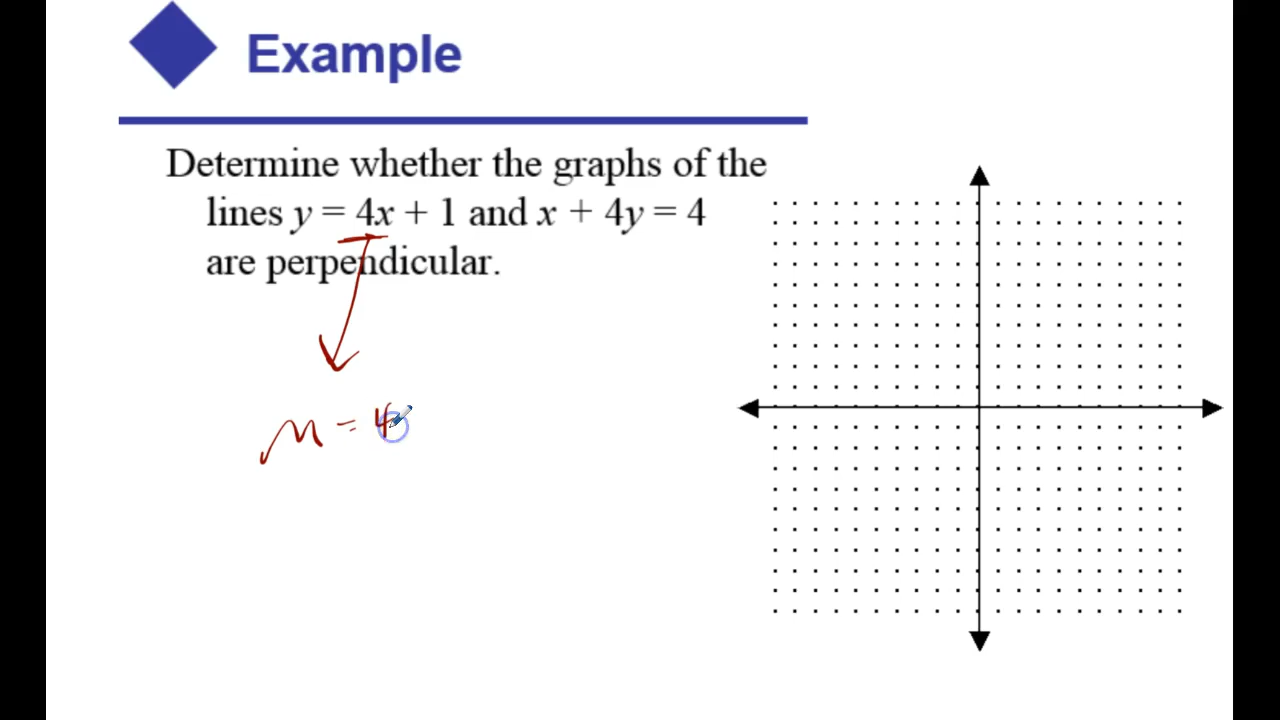 Example
Determine whether the graphs of the
lines y = 4x + 1 and x + 4y = 4
are perpendicular.
m = 4